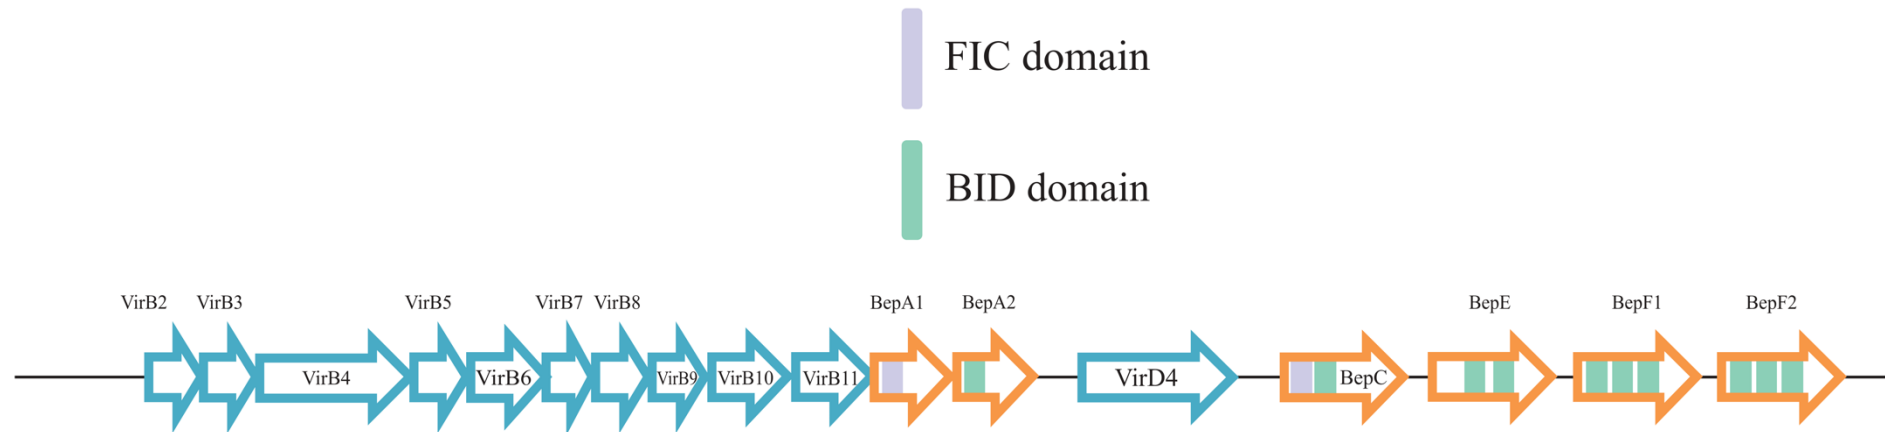 FIC domain
BID domain
VirB2 VirB3 VirB5 VirB7 VirB8 BepA1 BepA2 BepE BepF1 BepF2
VirB4 VirB6 VirB9 VirB10 VirB11 VirD4 BepC